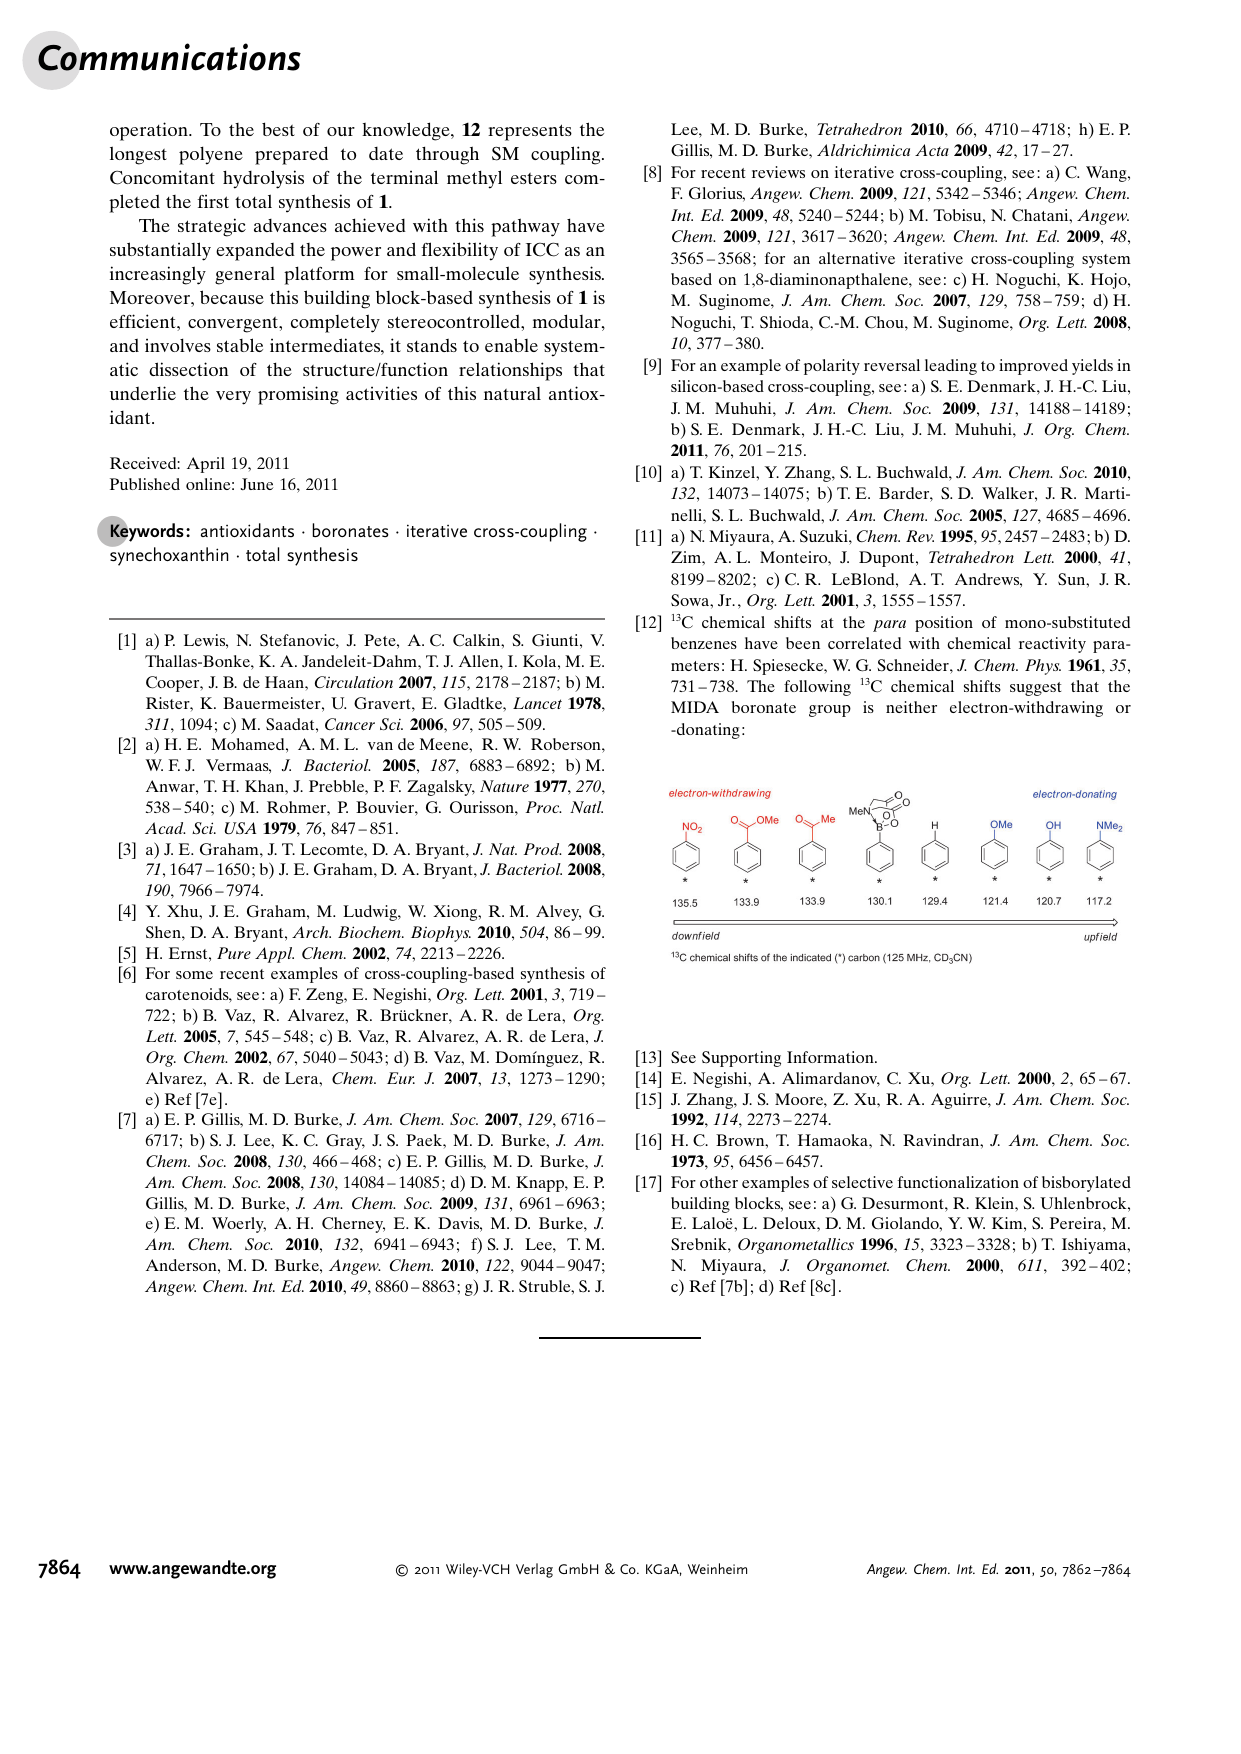 Communications
operation. To the best of our knowledge, 12 represents the
longest polyene prepared to date through SM coupling.
Concomitant hydrolysis of the terminal methyl esters com-
pleted the first total synthesis of 1.
The strategic advances achieved with this pathway have
substantially expanded the power and flexibility of ICC as an
increasingly general platform for small-molecule synthesis.
Moreover, because this building block-based synthesis of 1 is
efficient, convergent, completely stereocontrolled, modular,
and involves stable intermediates, it stands to enable system-
atic dissection of the structure/function relationships that
underlie the very promising activities of this natural antiox-
idant.
Received: April 19, 2011
Published online: June 16, 2011
Keywords: antioxidants · boronates · iterative cross-coupling ·
synechoxanthin · total synthesis
[1] a) P. Lewis, N. Stefanovic, J. Pete, A. C. Calkin, S. Giunti, V.
Thallas-Bonke, K. A. Jandeleit-Dahm, T. J. Allen, I. Kola, M. E.
Cooper, J. B. de Haan, Circulation 2007, 115, 2178–2187; b) M.
Rister, K. Bauermeister, U. Gravert, E. Gladtke, Lancet 1978,
311, 1094; c) M. Saadat, Cancer Sci. 2006, 97, 505–509.
[2] a) H. E. Mohamed, A. M. L. van de Meene, R. W. Roberson,
W. F. J. Vermaas, J. Bacteriol. 2005, 187, 6883–6892; b) M.
Anwar, T. H. Khan, J. Prebble, P. F. Zagalsky, Nature 1977, 270,
538–540; c) M. Rohmer, P. Bouvier, G. Ourisson, Proc. Natl.
Acad. Sci. USA 1979, 76, 847–851.
[3] a) J. E. Graham, J. T. Lecomte, D. A. Bryant, J. Nat. Prod. 2008,
71, 1647–1650; b) J. E. Graham, D. A. Bryant, J. Bacteriol. 2008,
190, 7966–7974.
[4] Y. Xhu, J. E. Graham, M. Ludwig, W. Xiong, R. M. Alvey, G.
Shen, D. A. Bryant, Arch. Biochem. Biophys. 2010, 504, 86–99.
[5] H. Ernst, Pure Appl. Chem. 2002, 74, 2213–2226.
[6] For some recent examples of cross-coupling-based synthesis of
carotenoids, see: a) F. Zeng, E. Negishi, Org. Lett. 2001, 3, 719–
722; b) B. Vaz, R. Alvarez, R. Brückner, A. R. de Lera, Org.
Lett. 2005, 7, 545–548; c) B. Vaz, R. Alvarez, A. R. de Lera, J.
Org. Chem. 2002, 67, 5040–5043; d) B. Vaz, M. Domínguez, R.
Alvarez, A. R. de Lera, Chem. Eur. J. 2007, 13, 1273–1290;
e) Ref [7e].
[7] a) E. P. Gillis, M. D. Burke, J. Am. Chem. Soc. 2007, 129, 6716–
6717; b) S. J. Lee, K. C. Gray, J. S. Paek, M. D. Burke, J. Am.
Chem. Soc. 2008, 130, 466–468; c) E. P. Gillis, M. D. Burke, J.
Am. Chem. Soc. 2008, 130, 14084–14085; d) D. M. Knapp, E. P.
Gillis, M. D. Burke, J. Am. Chem. Soc. 2009, 131, 6961–6963;
e) E. M. Woerly, A. H. Cherney, E. K. Davis, M. D. Burke, J.
Am. Chem. Soc. 2010, 132, 6941–6943; f) S. J. Lee, T. M.
Anderson, M. D. Burke, Angew. Chem. 2010, 122, 9044–9047;
Angew. Chem. Int. Ed. 2010, 49, 8860–8863; g) J. R. Struble, S. J.
Lee, M. D. Burke, Tetrahedron 2010, 66, 4710–4718; h) E. P.
Gillis, M. D. Burke, Aldrichimica Acta 2009, 42, 17–27.
[8] For recent reviews on iterative cross-coupling, see: a) C. Wang,
F. Glorius, Angew. Chem. 2009, 121, 5342–5346; Angew. Chem.
Int. Ed. 2009, 48, 5240–5244; b) M. Tobisu, N. Chatani, Angew.
Chem. 2009, 121, 3617–3620; Angew. Chem. Int. Ed. 2009, 48,
3565–3568; for an alternative iterative cross-coupling system
based on 1,8-diaminonapthalene, see: c) H. Noguchi, K. Hojo,
M. Suginome, J. Am. Chem. Soc. 2007, 129, 758–759; d) H.
Noguchi, T. Shioda, C.-M. Chou, M. Suginome, Org. Lett. 2008,
10, 377–380.
[9] For an example of polarity reversal leading to improved yields in
silicon-based cross-coupling, see: a) S. E. Denmark, J. H.-C. Liu,
J. M. Muhuhi, J. Am. Chem. Soc. 2009, 131, 14188–14189;
b) S. E. Denmark, J. H.-C. Liu, J. M. Muhuhi, J. Org. Chem.
2011, 76, 201–215.
[10] a) T. Kinzel, Y. Zhang, S. L. Buchwald, J. Am. Chem. Soc. 2010,
132, 14073–14075; b) T. E. Barder, S. D. Walker, J. R. Marti-
nelli, S. L. Buchwald, J. Am. Chem. Soc. 2005, 127, 4685–4696.
[11] a) N. Miyaura, A. Suzuki, Chem. Rev. 1995, 95, 2457–2483; b) D.
Zim, A. L. Monteiro, J. Dupont, Tetrahedron Lett. 2000, 41,
8199–8202; c) C. R. LeBlond, A. T. Andrews, Y. Sun, J. R.
Sowa, Jr., Org. Lett. 2001, 3, 1555–1557.
[12] ¹³C chemical shifts at the para position of mono-substituted
benzenes have been correlated with chemical reactivity para-
meters: H. Spiesecke, W. G. Schneider, J. Chem. Phys. 1961, 35,
731–738. The following ¹³C chemical shifts suggest that the
MIDA boronate group is neither electron-withdrawing or
-donating:
electron-withdrawing electron-donating
NO₂ O OMe O Me MeN B O O O O H OMe OH NMe₂
* * * * * * * *
135.5 133.9 133.9 130.1 129.4 121.4 120.7 117.2
downfield upfield
¹³C chemical shifts of the indicated (*) carbon (125 MHz, CD₃CN)
[13] See Supporting Information.
[14] E. Negishi, A. Alimardanov, C. Xu, Org. Lett. 2000, 2, 65–67.
[15] J. Zhang, J. S. Moore, Z. Xu, R. A. Aguirre, J. Am. Chem. Soc.
1992, 114, 2273–2274.
[16] H. C. Brown, T. Hamaoka, N. Ravindran, J. Am. Chem. Soc.
1973, 95, 6456–6457.
[17] For other examples of selective functionalization of bisborylated
building blocks, see: a) G. Desurmont, R. Klein, S. Uhlenbrock,
E. Laloë, L. Deloux, D. M. Giolando, Y. W. Kim, S. Pereira, M.
Srebnik, Organometallics 1996, 15, 3323–3328; b) T. Ishiyama,
N. Miyaura, J. Organomet. Chem. 2000, 611, 392–402;
c) Ref [7b]; d) Ref [8c].
7864 www.angewandte.org © 2011 Wiley-VCH Verlag GmbH & Co. KGaA, Weinheim Angew. Chem. Int. Ed. 2011, 50, 7862–7864